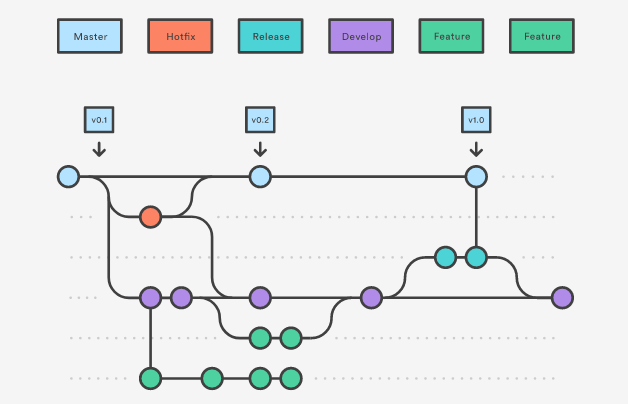 Master
Hotfix
Release
Develop
Feature
Feature
v0.1
v0.2
v1.0